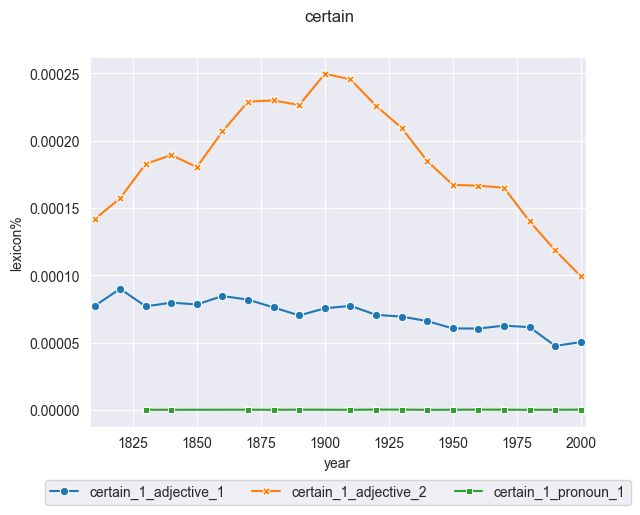 certain
0.00025
0.00020
0.00015
0.00010
0.00005
0.00000
lexicon%
1825 1850 1875 1900 1925 1950 1975 2000
year
certain_1_adjective_1 certain_1_adjective_2 certain_1_pronoun_1